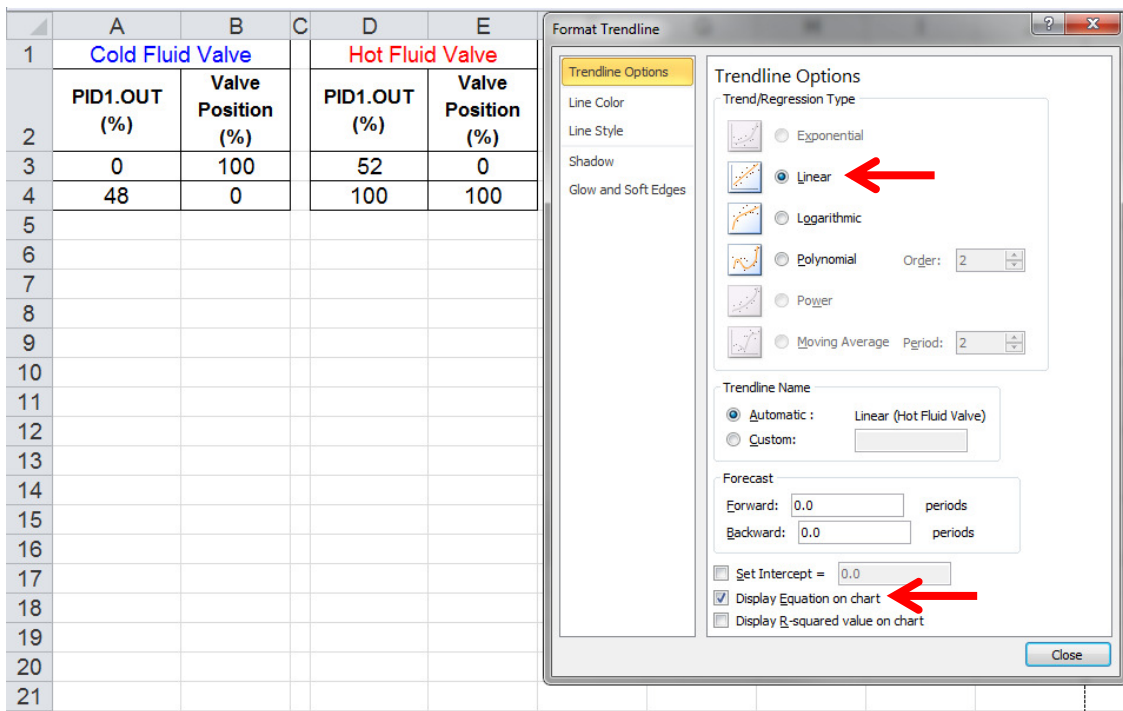 A B C D E
1 Cold Fluid Valve Hot Fluid Valve
2 PID1.OUT (%) Valve Position (%) PID1.OUT (%) Valve Position (%)
3 0 100 52 0
4 48 0 100 100
5
6
7
8
9
10
11
12
13
14
15
16
17
18
19
20
21
Format Trendline
Trendline Options
Line Color
Line Style
Shadow
Glow and Soft Edges
Trendline Options
Trend/Regression Type
Exponential
Linear
Logarithmic
Polynomial Order: 2
Power
Moving Average Period: 2
Trendline Name
Automatic : Linear (Hot Fluid Valve)
Custom:
Forecast
Forward: 0.0 periods
Backward: 0.0 periods
Set Intercept = 0.0
Display Equation on chart
Display R-squared value on chart
Close